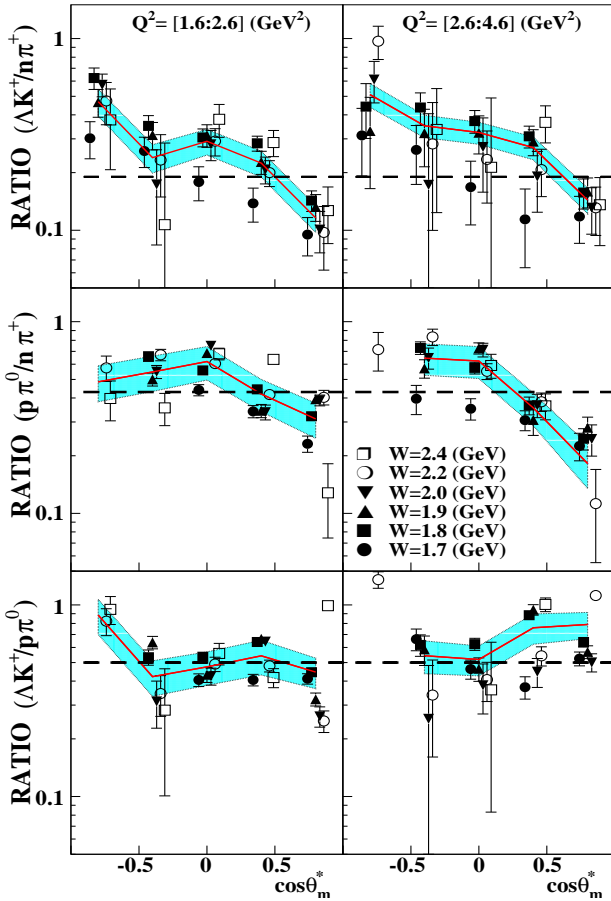 Q² = [1.6:2.6] (GeV²)
Q² = [2.6:4.6] (GeV²)
RATIO (ΛK⁺/nπ⁺)
1
0.1
RATIO (pπ⁰/nπ⁺)
1
0.1
W=2.4 (GeV)
W=2.2 (GeV)
W=2.0 (GeV)
W=1.9 (GeV)
W=1.8 (GeV)
W=1.7 (GeV)
RATIO (ΛK⁺/pπ⁰)
1
0.1
-0.5 0 0.5
-0.5 0 0.5
cosθ*ₘ
cosθ*ₘ